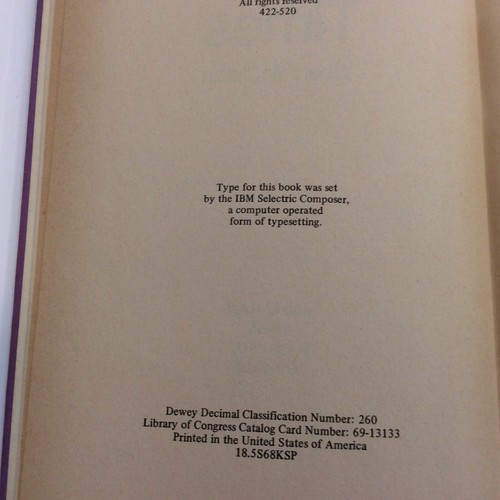 All rights reserved
422-520
Type for this book was set
by the IBM Selectric Composer,
a computer operated
form of typesetting.
Dewey Decimal Classification Number: 260
Library of Congress Catalog Card Number: 69-13133
Printed in the United States of America
18.5S68KSP